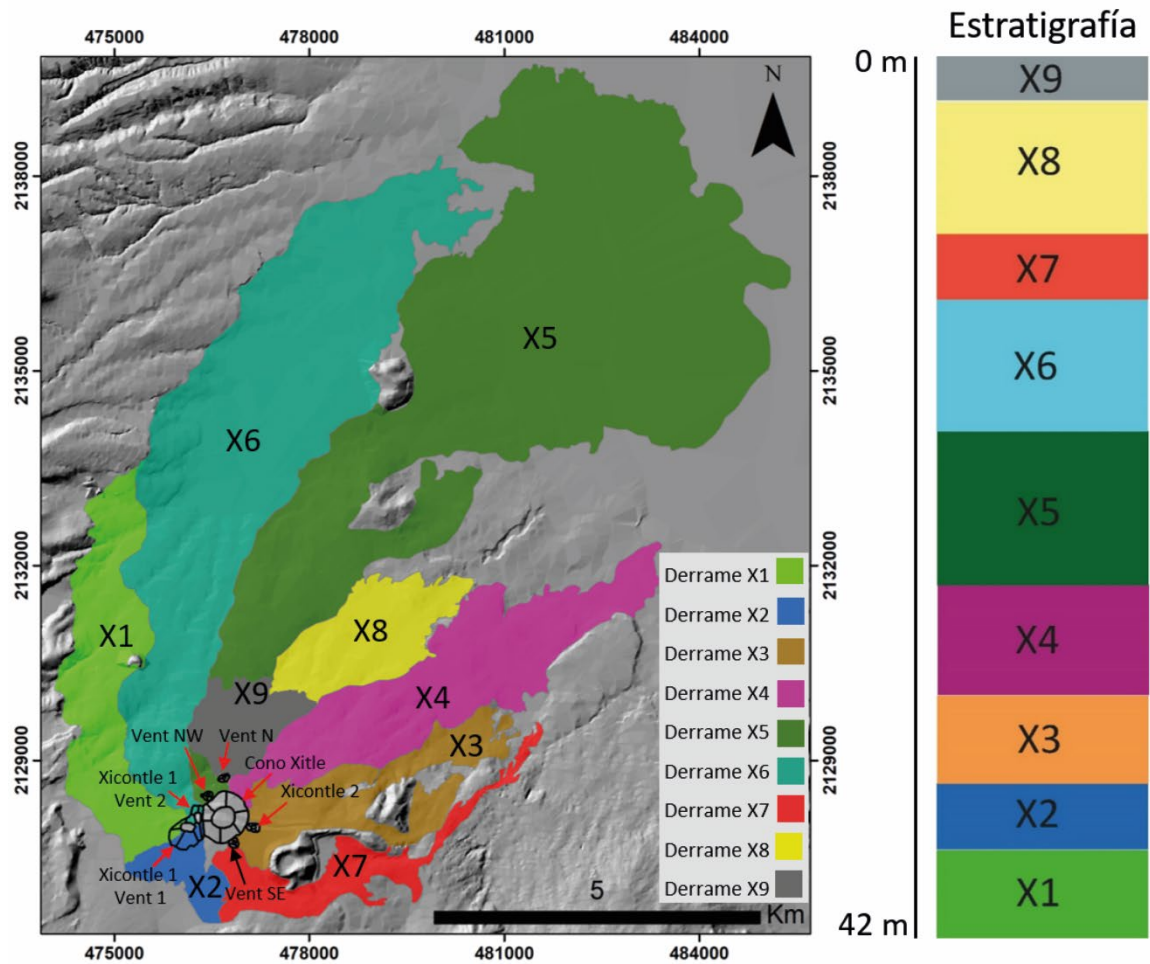 475000 478000 481000 484000
N
2138000
2135000
2132000
2129000
2138000
2135000
2132000
2129000
X5
X6
X1
X8
X9
X4
X3
X7
X2
Vent NW
Vent N
Cono Xitle
Xicontle 1
Vent 2
Xicontle 2
Xicontle 1
Vent 1
Vent SE
Derrame X1
Derrame X2
Derrame X3
Derrame X4
Derrame X5
Derrame X6
Derrame X7
Derrame X8
Derrame X9
5
Km
475000 478000 481000 484000
Estratigrafía
0 m
X9
X8
X7
X6
X5
X4
X3
X2
X1
42 m